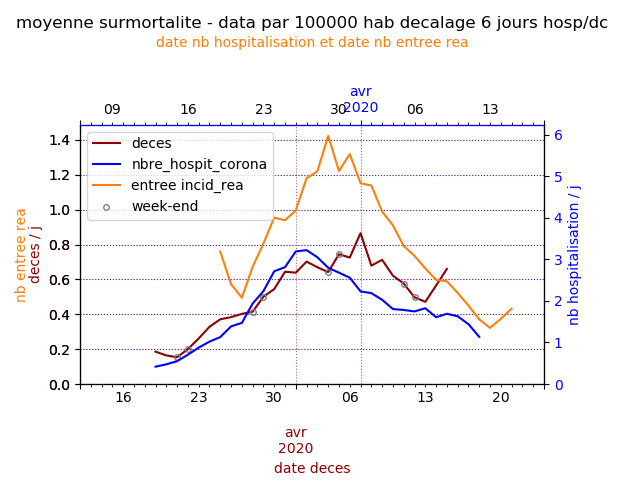 moyenne surmortalite - data par 100000 hab decalage 6 jours hosp/dc
date nb hospitalisation et date nb entree rea
avr
2020
09 16 23 30 06 13
deces
nbre_hospit_corona
entree incid_rea
week-end
nb entree rea
deces / j
1.4
1.2
1.0
0.8
0.6
0.4
0.2
0.0
6
5
4
3
2
1
0
nb hospitalisation / j
16 23 30 06 13 20
avr
2020
date deces